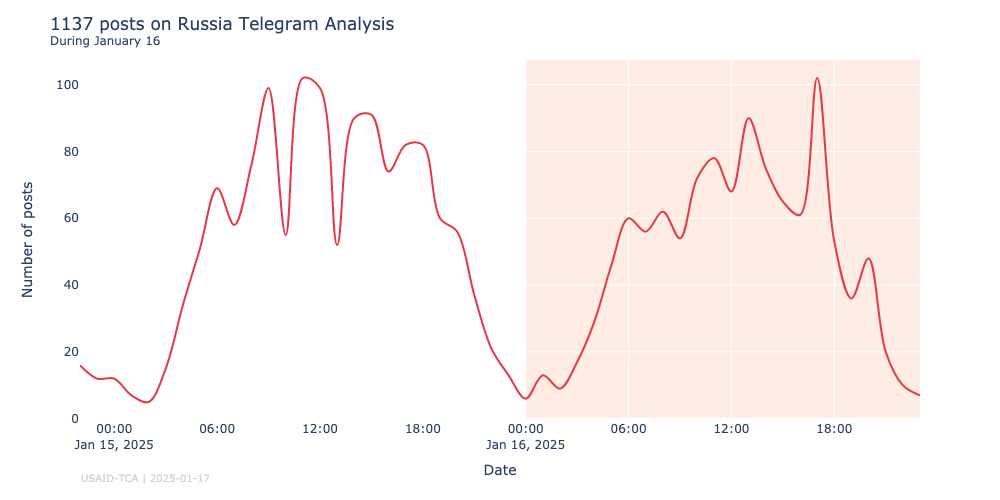 1137 posts on Russia Telegram Analysis
During January 16
Number of posts
100
80
60
40
20
0
00:00 06:00 12:00 18:00 00:00 06:00 12:00 18:00
Jan 15, 2025 Jan 16, 2025
Date
USAID-TCA | 2025-01-17